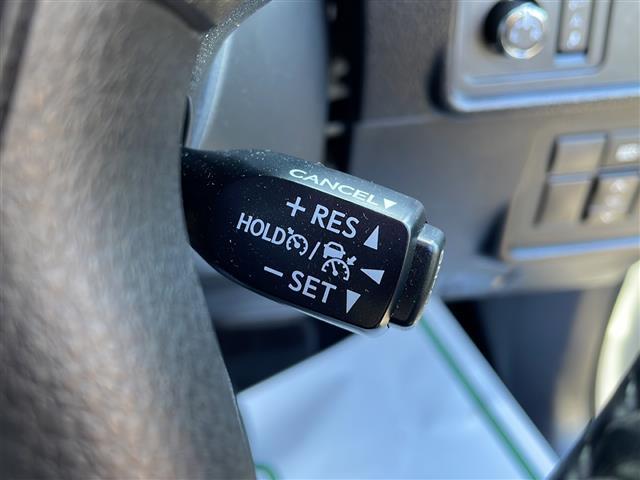 CANCEL▼
+ RES ▲
HOLD /
− SET ▼